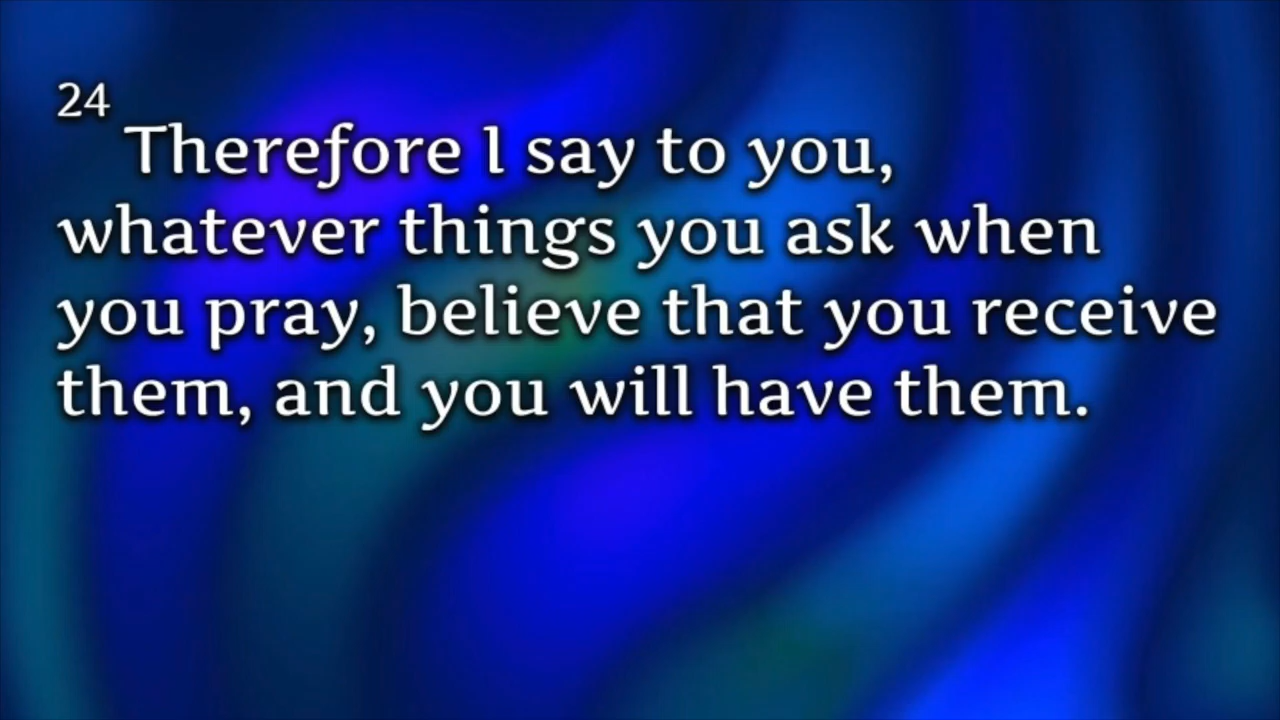 24
Therefore I say to you,
whatever things you ask when
you pray, believe that you receive
them, and you will have them.